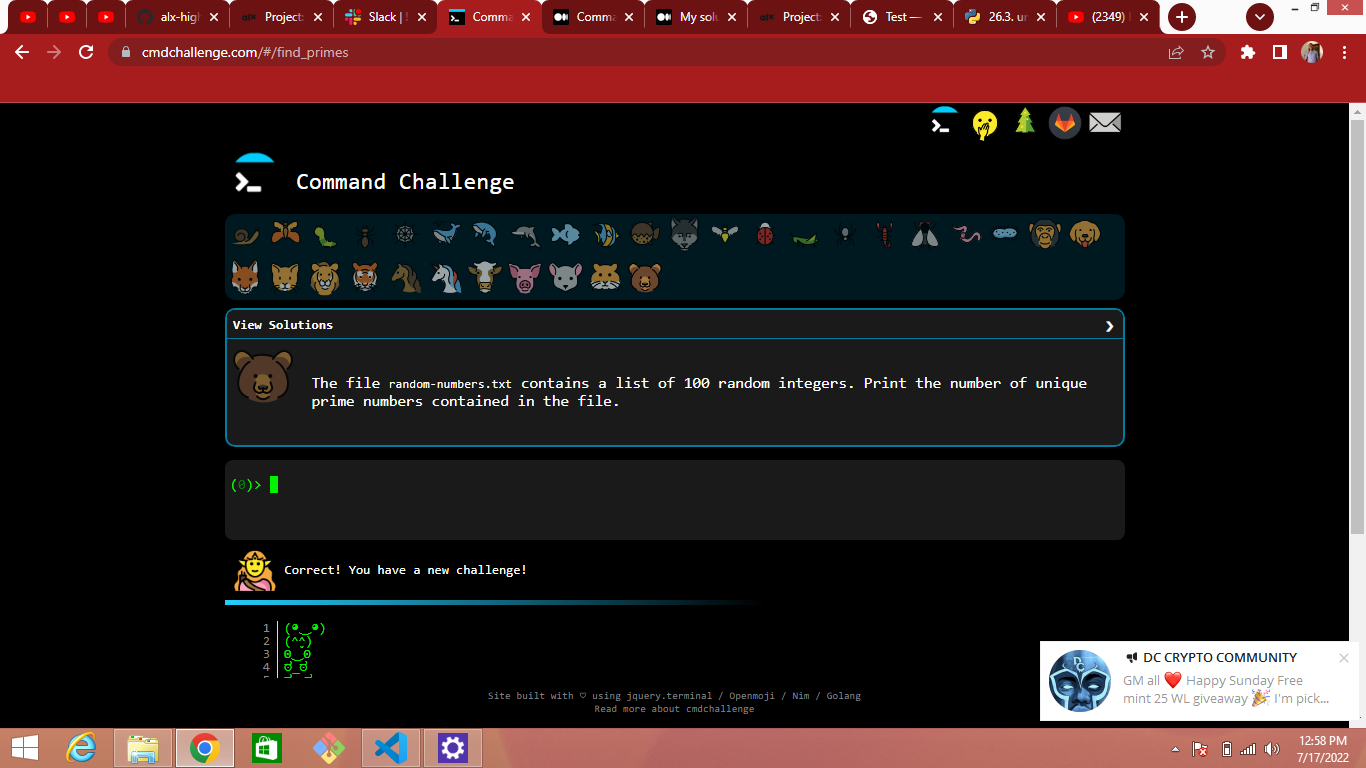 alx-high
Project:
Slack |
Comma
Comma
My solu
Project:
Test —
26.3. ur
(2349)
cmdchallenge.com/#/find_primes
Command Challenge
View Solutions
The file random-numbers.txt contains a list of 100 random integers. Print the number of unique
prime numbers contained in the file.
(0)>
Correct! You have a new challenge!
1
2 (^^)
3
4
Site built with ♡ using jquery.terminal / Openmoji / Nim / Golang
Read more about cmdchallenge
DC CRYPTO COMMUNITY
GM all ❤️ Happy Sunday Free
mint 25 WL giveaway 🎉 I'm pick...
12:58 PM
7/17/2022